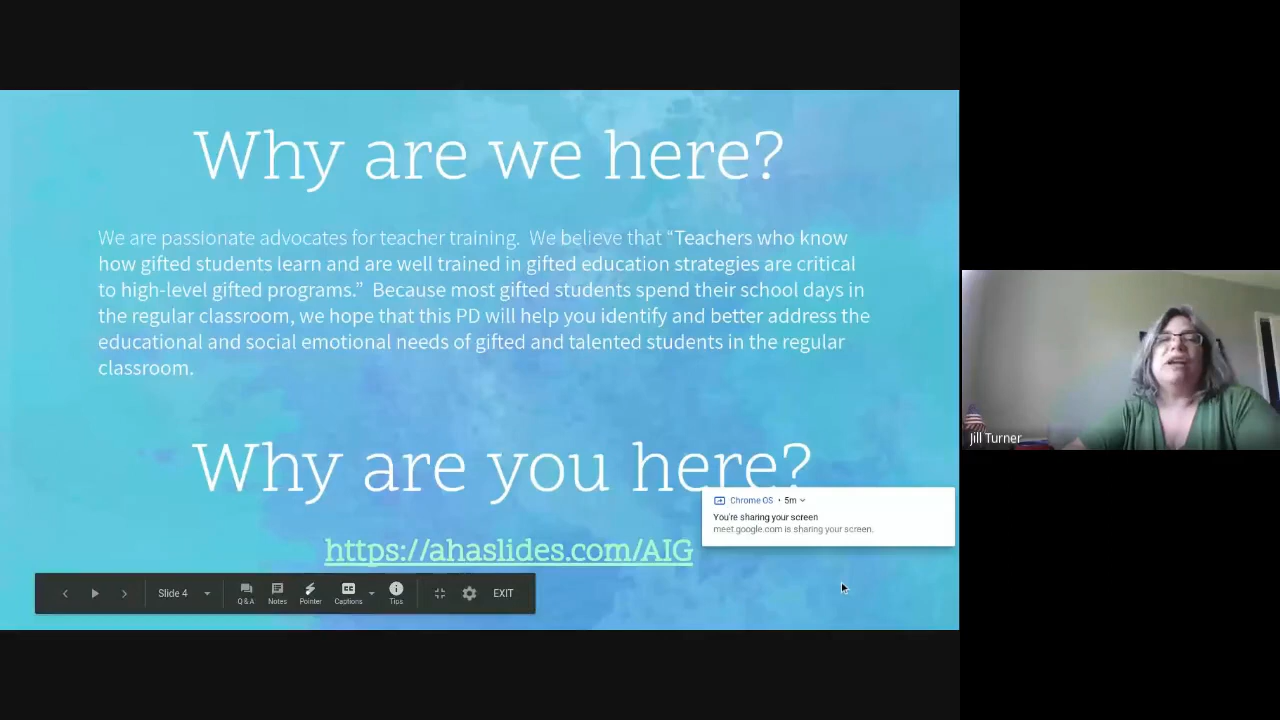 Why are we here?
We are passionate advocates for teacher training. We believe that “Teachers who know
how gifted students learn and are well trained in gifted education strategies are critical
to high-level gifted programs.” Because most gifted students spend their school days in
the regular classroom, we hope that this PD will help you identify and better address the
educational and social emotional needs of gifted and talented students in the regular
classroom.
Why are you here?
https://ahaslides.com/AIG
Chrome OS • 5m
You're sharing your screen
meet.google.com is sharing your screen.
Slide 4
Q & A
Notes
Pointer
CC
Captions
Tips
EXIT
Jill Turner